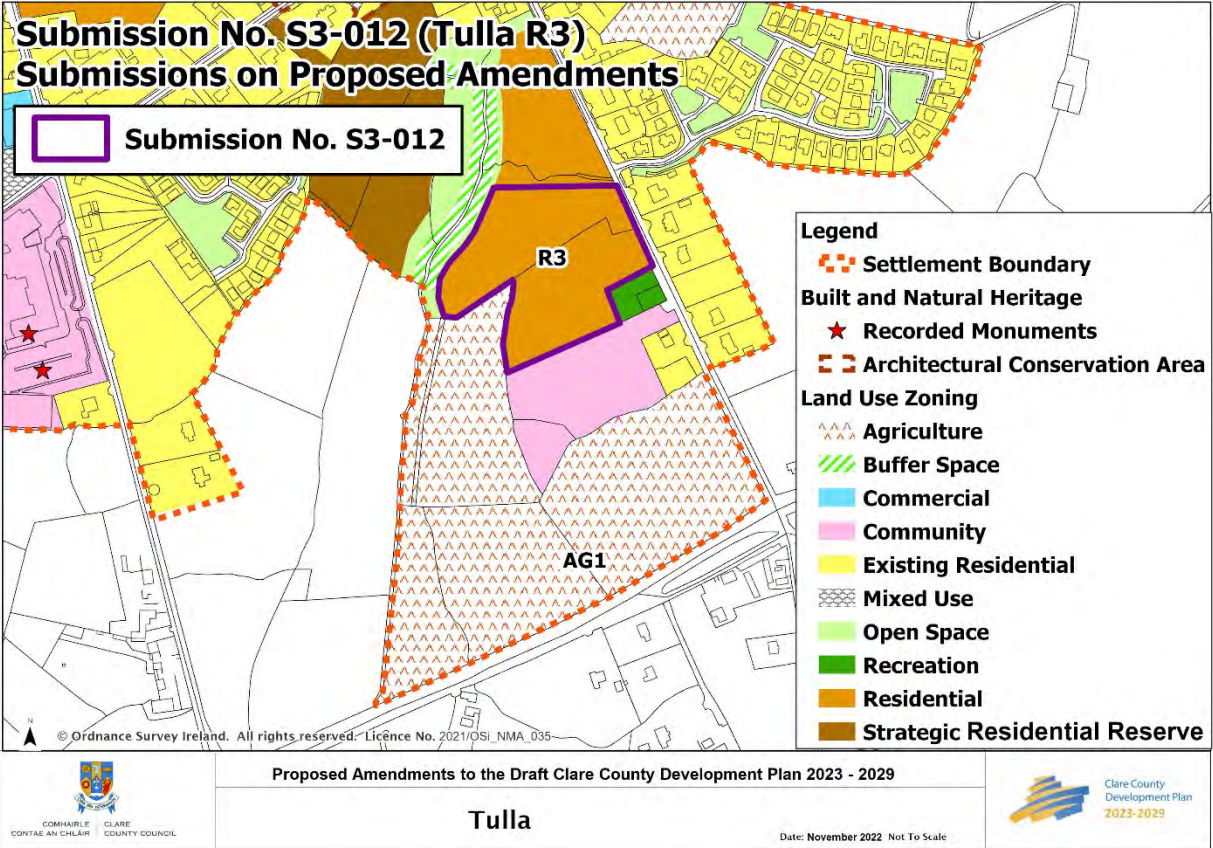 Submission No. S3-012 (Tulla R3)
Submissions on Proposed Amendments
Submission No. S3-012
R3
AG1
Legend
Settlement Boundary
Built and Natural Heritage
Recorded Monuments
Architectural Conservation Area
Land Use Zoning
Agriculture
Buffer Space
Commercial
Community
Existing Residential
Mixed Use
Open Space
Recreation
Residential
Strategic Residential Reserve
N
© Ordnance Survey Ireland. All rights reserved. Licence No. 2021/OSi_NMA_035
COMHAIRLE CONTAE AN CHLÁIR
CLARE COUNTY COUNCIL
Proposed Amendments to the Draft Clare County Development Plan 2023 - 2029
Tulla
Date: November 2022 Not To Scale
Clare County
Development Plan
2023-2029